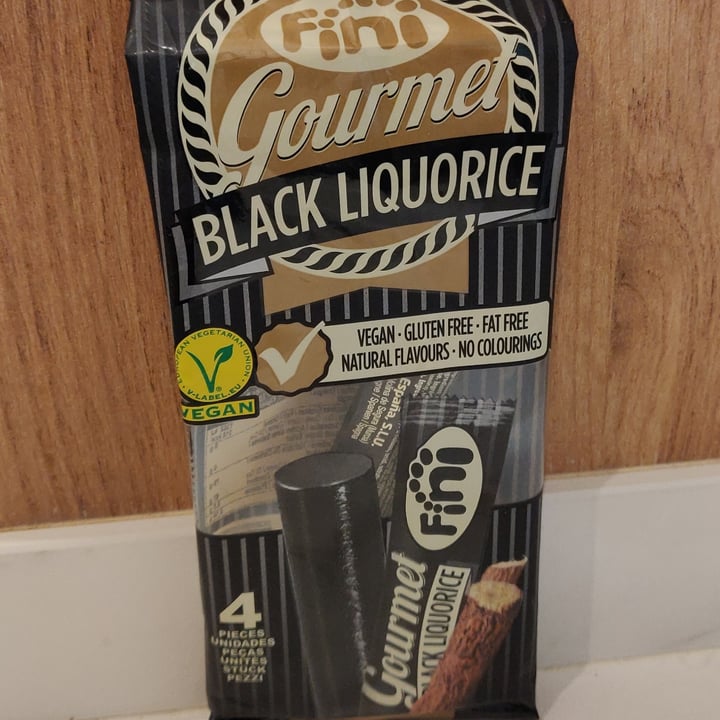 Fini
Gourmet
BLACK LIQUORICE
VEGAN · GLUTEN FREE · FAT FREE
NATURAL FLAVOURS · NO COLOURINGS
EUROPEAN VEGETARIAN UNION
V-LABEL.EU
VEGAN
España, S.L.U.
Fini
Gourmet
BLACK LIQUORICE
4
PIECES
UNIDADES
PEÇAS
UNITÉS
STÜCK
PEZZI